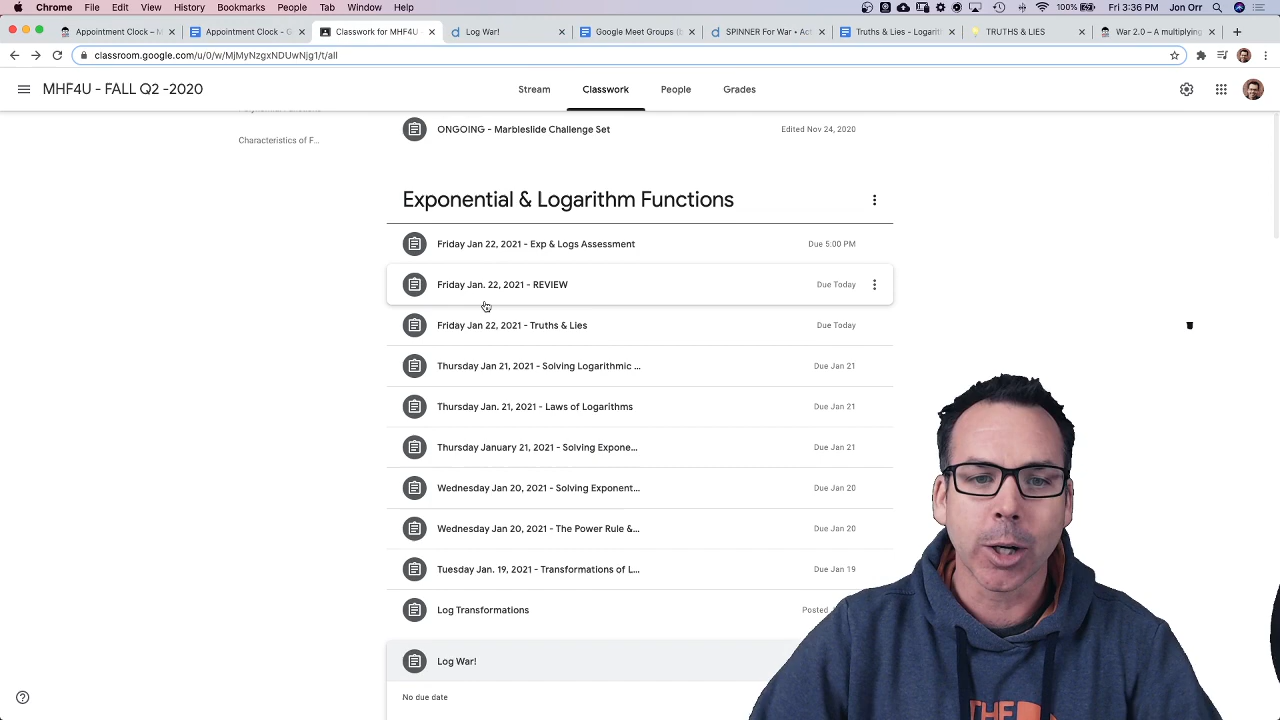 Chrome File Edit View History Bookmarks People Tab Window Help
100% Fri 3:36 PM Jon Orr
Appointment Clock – M
Appointment Clock - G
Classwork for MHF4U
Log War!
Google Meet Groups (B
SPINNER For War • Act
Truths & Lies - Logarith
TRUTHS & LIES
War 2.0 – A multiplying
classroom.google.com/u/0/w/MjMyNzgxNDUwNjg1/t/all
MHF4U - FALL Q2 -2020
Stream Classwork People Grades
Characteristics of F...
ONGOING - Marbleslide Challenge Set Edited Nov 24, 2020
Exponential & Logarithm Functions
Friday Jan 22, 2021 - Exp & Logs Assessment Due 5:00 PM
Friday Jan. 22, 2021 - REVIEW Due Today
Friday Jan 22, 2021 - Truths & Lies Due Today
Thursday Jan 21, 2021 - Solving Logarithmic ... Due Jan 21
Thursday Jan. 21, 2021 - Laws of Logarithms Due Jan 21
Thursday January 21, 2021 - Solving Expone... Due Jan 21
Wednesday Jan 20, 2021 - Solving Exponent... Due Jan 20
Wednesday Jan 20, 2021 - The Power Rule &... Due Jan 20
Tuesday Jan. 19, 2021 - Transformations of L... Due Jan 19
Log Transformations Posted
Log War!
No due date
THE